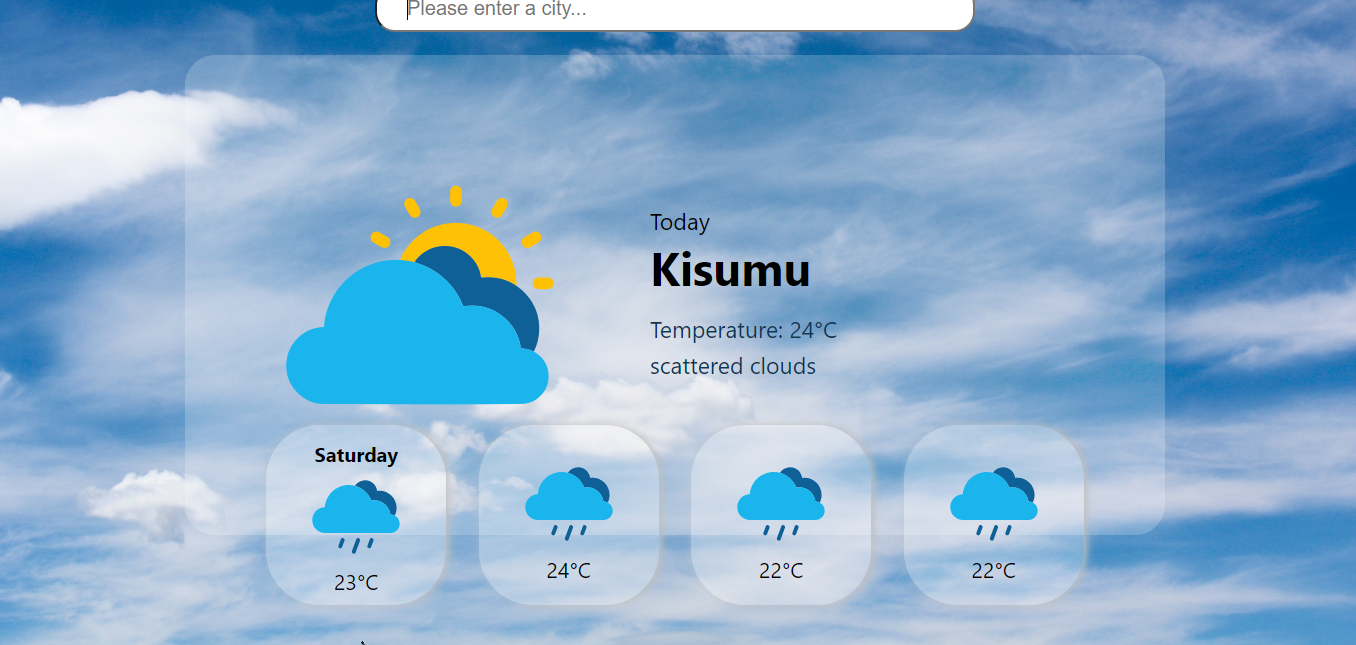 Please enter a city...
Today
Kisumu
Temperature: 24°C
scattered clouds
Saturday
23°C
24°C
22°C
22°C